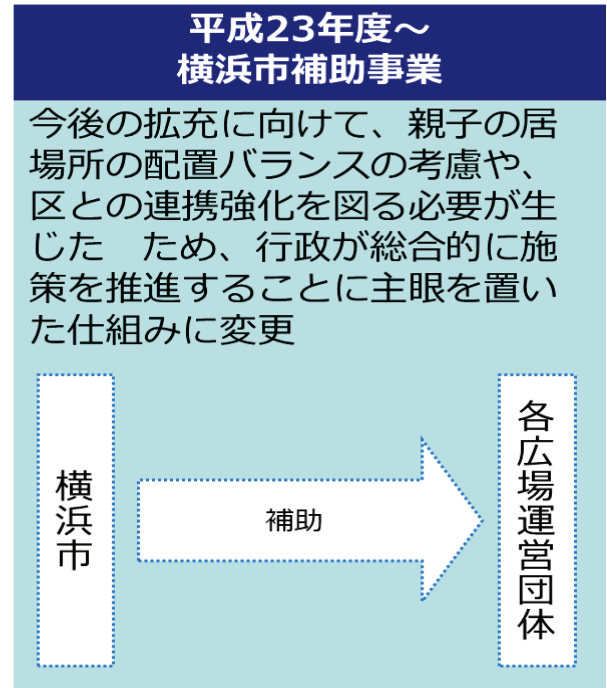 平成23年度～
横浜市補助事業
今後の拡充に向けて、親子の居
場所の配置バランスの考慮や、
区との連携強化を図る必要が生
じた　ため、行政が総合的に施
策を推進することに主眼を置い
た仕組みに変更
横浜市
補助
各広場運営団体